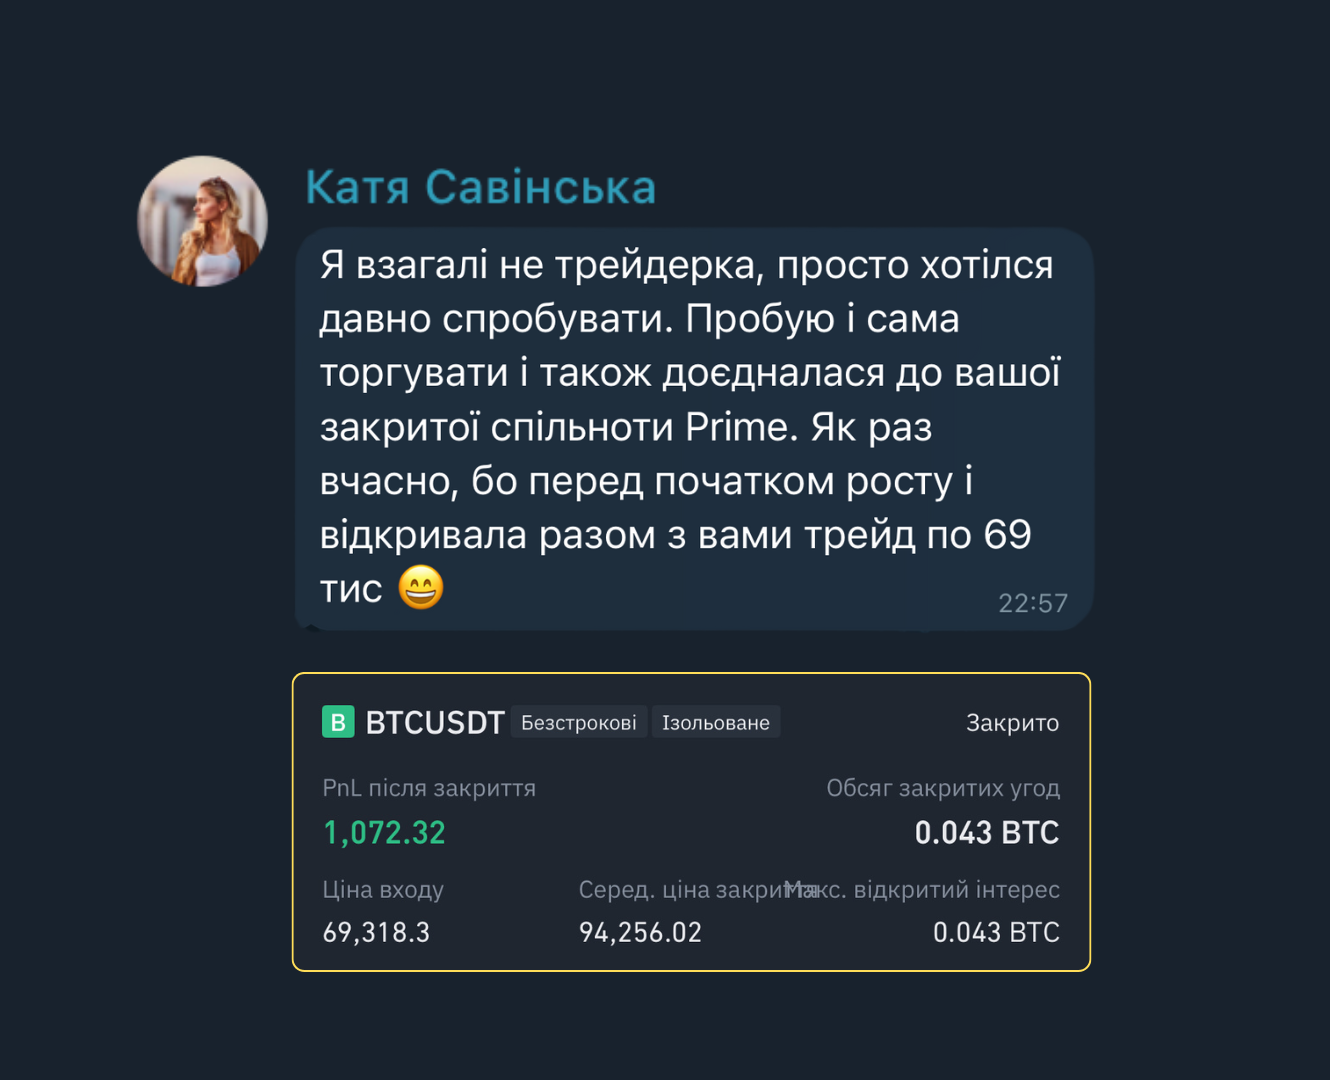 Катя Савінська
Я взагалі не трейдерка, просто хотілся
давно спробувати. Пробую і сама
торгувати і також доєдналася до вашої
закритої спільноти Prime. Як раз
вчасно, бо перед початком росту і
відкривала разом з вами трейд по 69
тис 😄
22:57
B BTCUSDT Безстрокові Ізольоване Закрито
PnL після закриття Обсяг закритих угод
1,072.32 0.043 BTC
Ціна входу Серед. ціна закриття Макс. відкритий інтерес
69,318.3 94,256.02 0.043 BTC